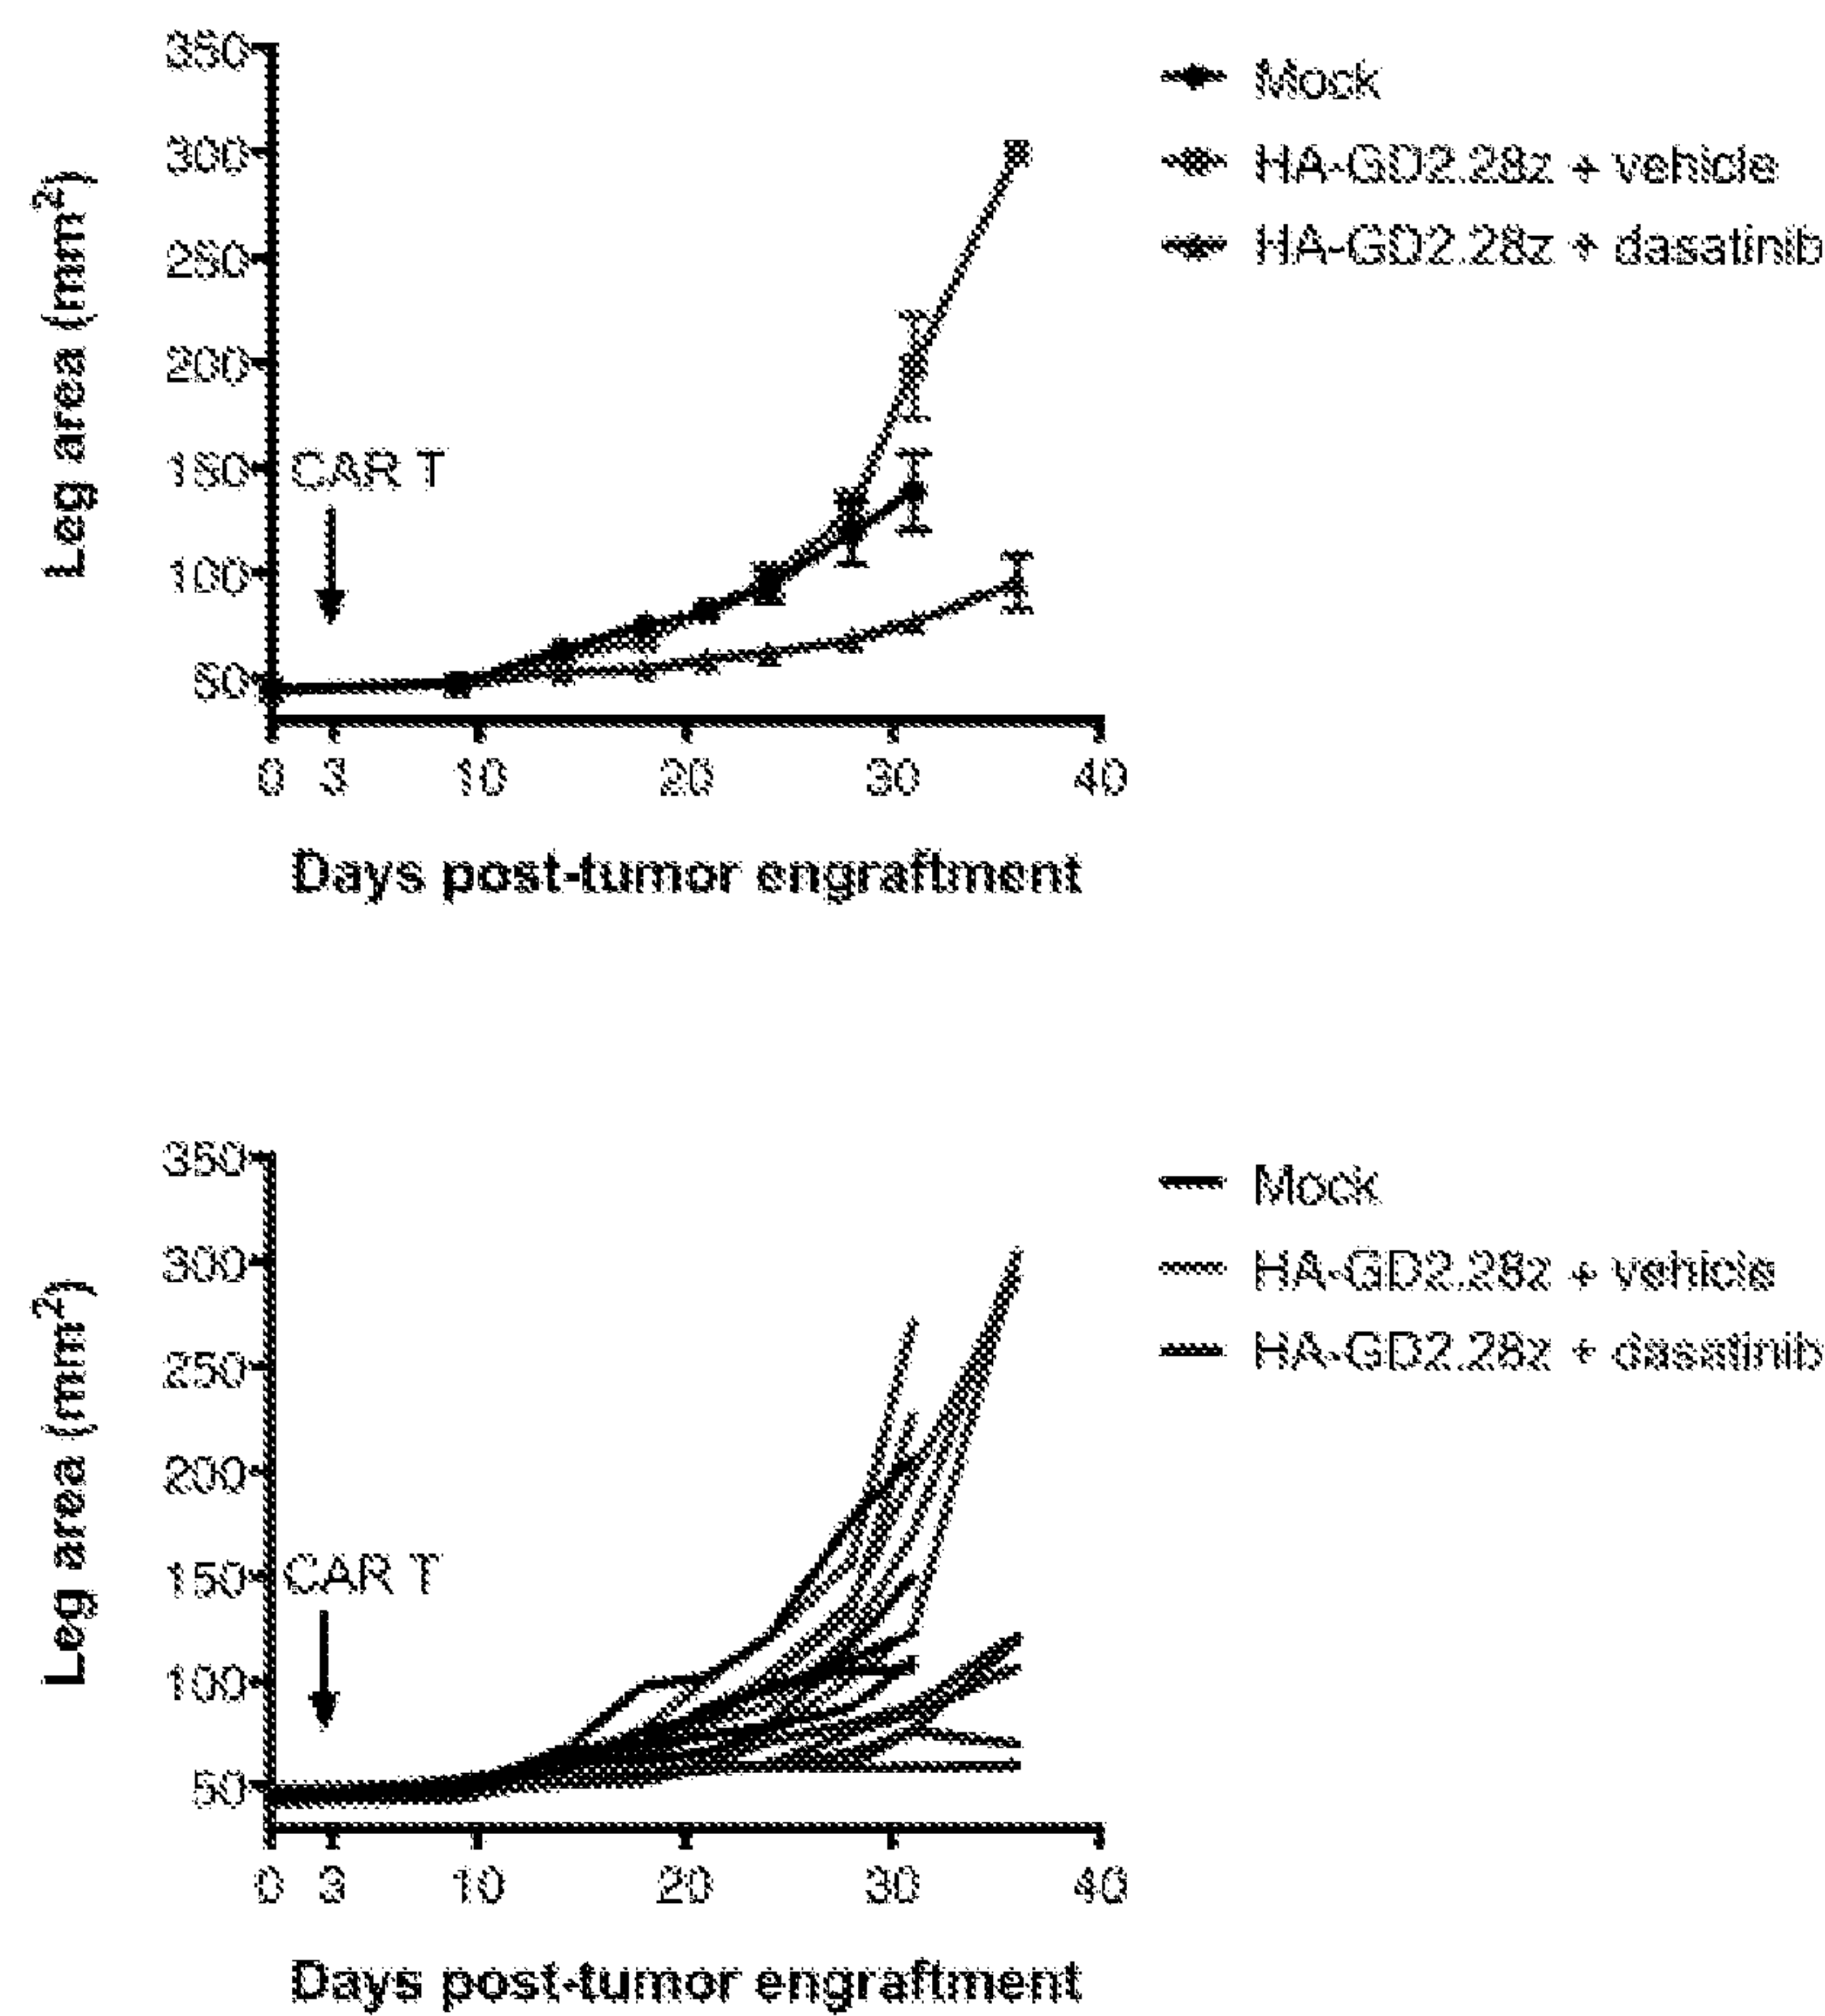 350
300
250
200
150
100
50
Leg area (mm²)
CAR T
0 3 10 20 30 40
Days post-tumor engraftment
Mock
HA-GD2.28z + vehicle
HA-GD2.28z + dasatinib
350
300
250
200
150
100
50
Leg area (mm²)
CAR T
0 3 10 20 30 40
Days post-tumor engraftment
Mock
HA-GD2.28z + vehicle
HA-GD2.28z + dasatinib